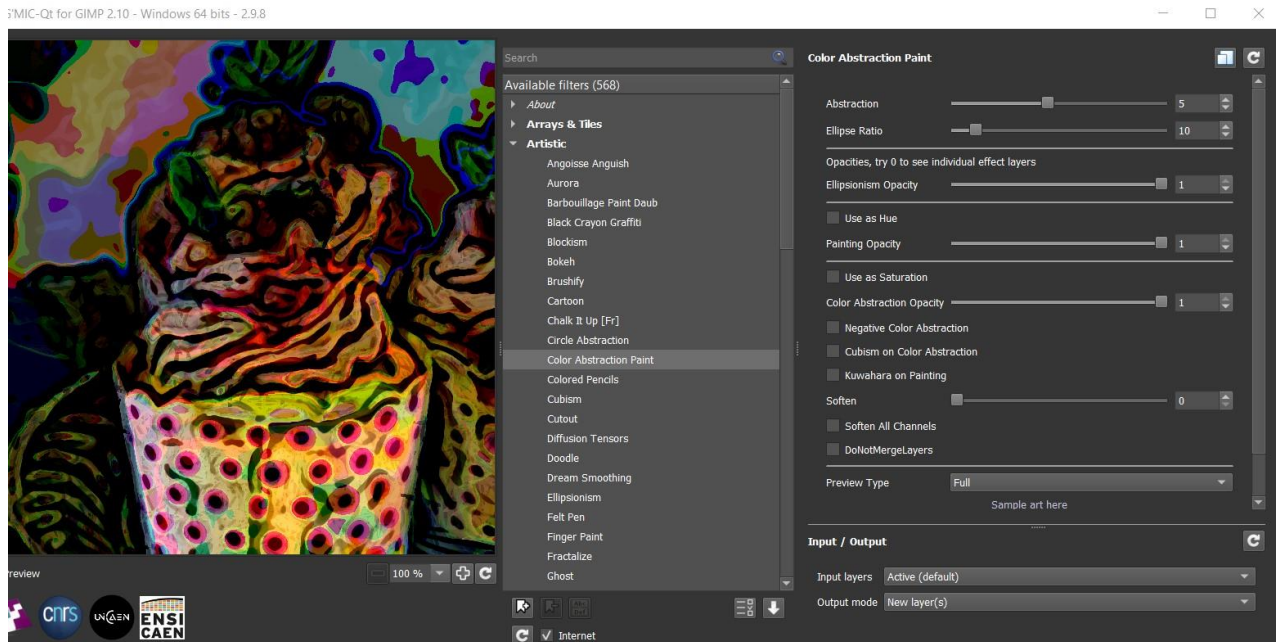 G'MIC-Qt for GIMP 2.10 - Windows 64 bits - 2.9.8
Search
Available filters (568)
About
Arrays & Tiles
Artistic
Angoisse Anguish
Aurora
Barbouillage Paint Daub
Black Crayon Graffiti
Blockism
Bokeh
Brushify
Cartoon
Chalk It Up [Fr]
Circle Abstraction
Color Abstraction Paint
Colored Pencils
Cubism
Cutout
Diffusion Tensors
Doodle
Dream Smoothing
Ellipsionism
Felt Pen
Finger Paint
Fractalize
Ghost
Internet
Preview
100 %
cnrs
UNICAEN
ENSI
CAEN
Color Abstraction Paint
Abstraction 5
Ellipse Ratio 10
Opacities, try 0 to see individual effect layers
Ellipsionism Opacity 1
Use as Hue
Painting Opacity 1
Use as Saturation
Color Abstraction Opacity 1
Negative Color Abstraction
Cubism on Color Abstraction
Kuwahara on Painting
Soften 0
Soften All Channels
DoNotMergeLayers
Preview Type Full
Sample art here
Input / Output
Input layers Active (default)
Output mode New layer(s)